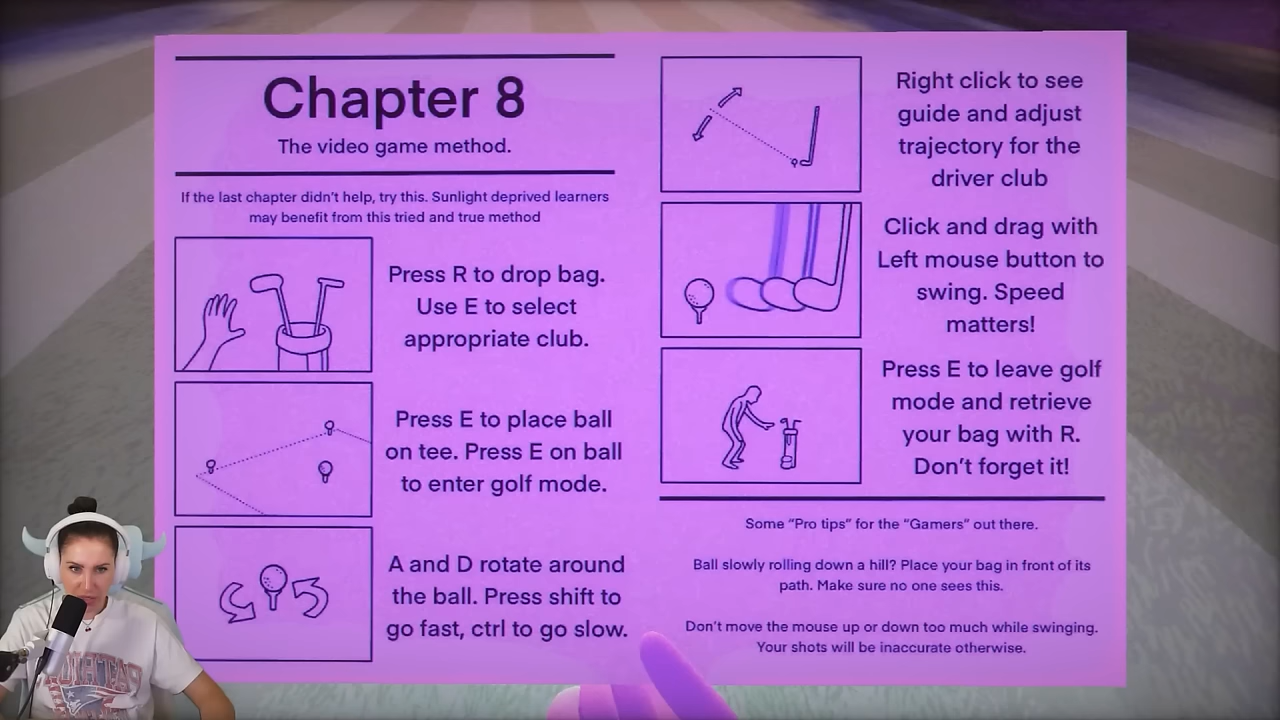 Chapter 8
The video game method.
If the last chapter didn't help, try this. Sunlight deprived learners
may benefit from this tried and true method
Press R to drop bag.
Use E to select
appropriate club.
Press E to place ball
on tee. Press E on ball
to enter golf mode.
A and D rotate around
the ball. Press shift to
go fast, ctrl to go slow.
Right click to see
guide and adjust
trajectory for the
driver club
Click and drag with
Left mouse button to
swing. Speed
matters!
Press E to leave golf
mode and retrieve
your bag with R.
Don't forget it!
Some “Pro tips” for the “Gamers” out there.
Ball slowly rolling down a hill? Place your bag in front of its
path. Make sure no one sees this.
Don't move the mouse up or down too much while swinging.
Your shots will be inaccurate otherwise.